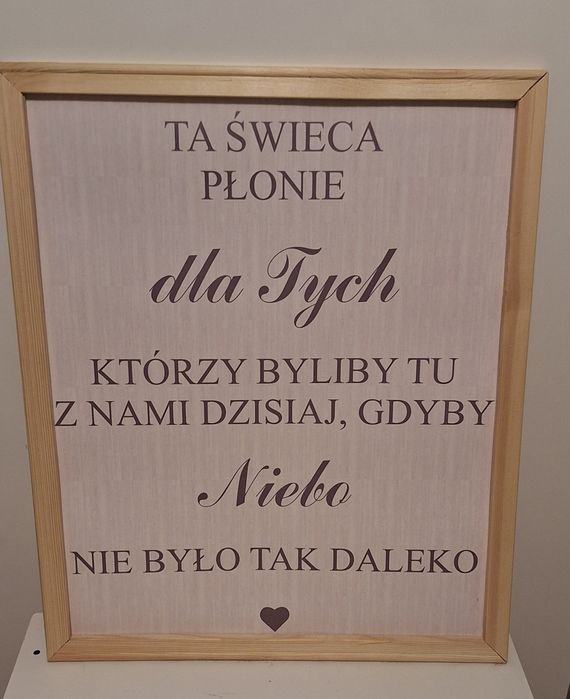 TA ŚWIECA
PŁONIE
dla Tych
KTÓRZY BYLIBY TU
Z NAMI DZISIAJ, GDYBY
Niebo
NIE BYŁO TAK DALEKO